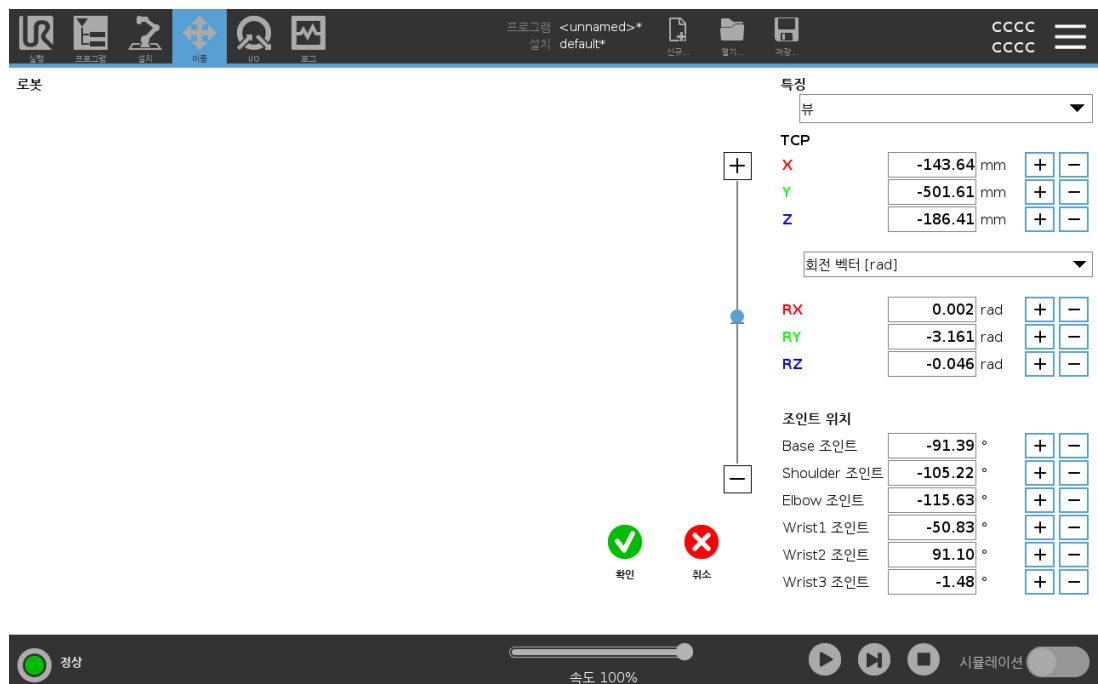 UR
실행
프로그램
설치
이동
I/O
로그
프로그램 <unnamed>*
설치 default*
신규...
열기...
저장...
CCCC
CCCC
로봇
특징
뷰
TCP
X -143.64 mm + −
Y -501.61 mm + −
Z -186.41 mm + −
회전 벡터 [rad]
RX 0.002 rad + −
RY -3.161 rad + −
RZ -0.046 rad + −
조인트 위치
Base 조인트 -91.39 ° + −
Shoulder 조인트 -105.22 ° + −
Elbow 조인트 -115.63 ° + −
Wrist1 조인트 -50.83 ° + −
Wrist2 조인트 91.10 ° + −
Wrist3 조인트 -1.48 ° + −
+
−
확인
취소
정상
속도 100%
시뮬레이션